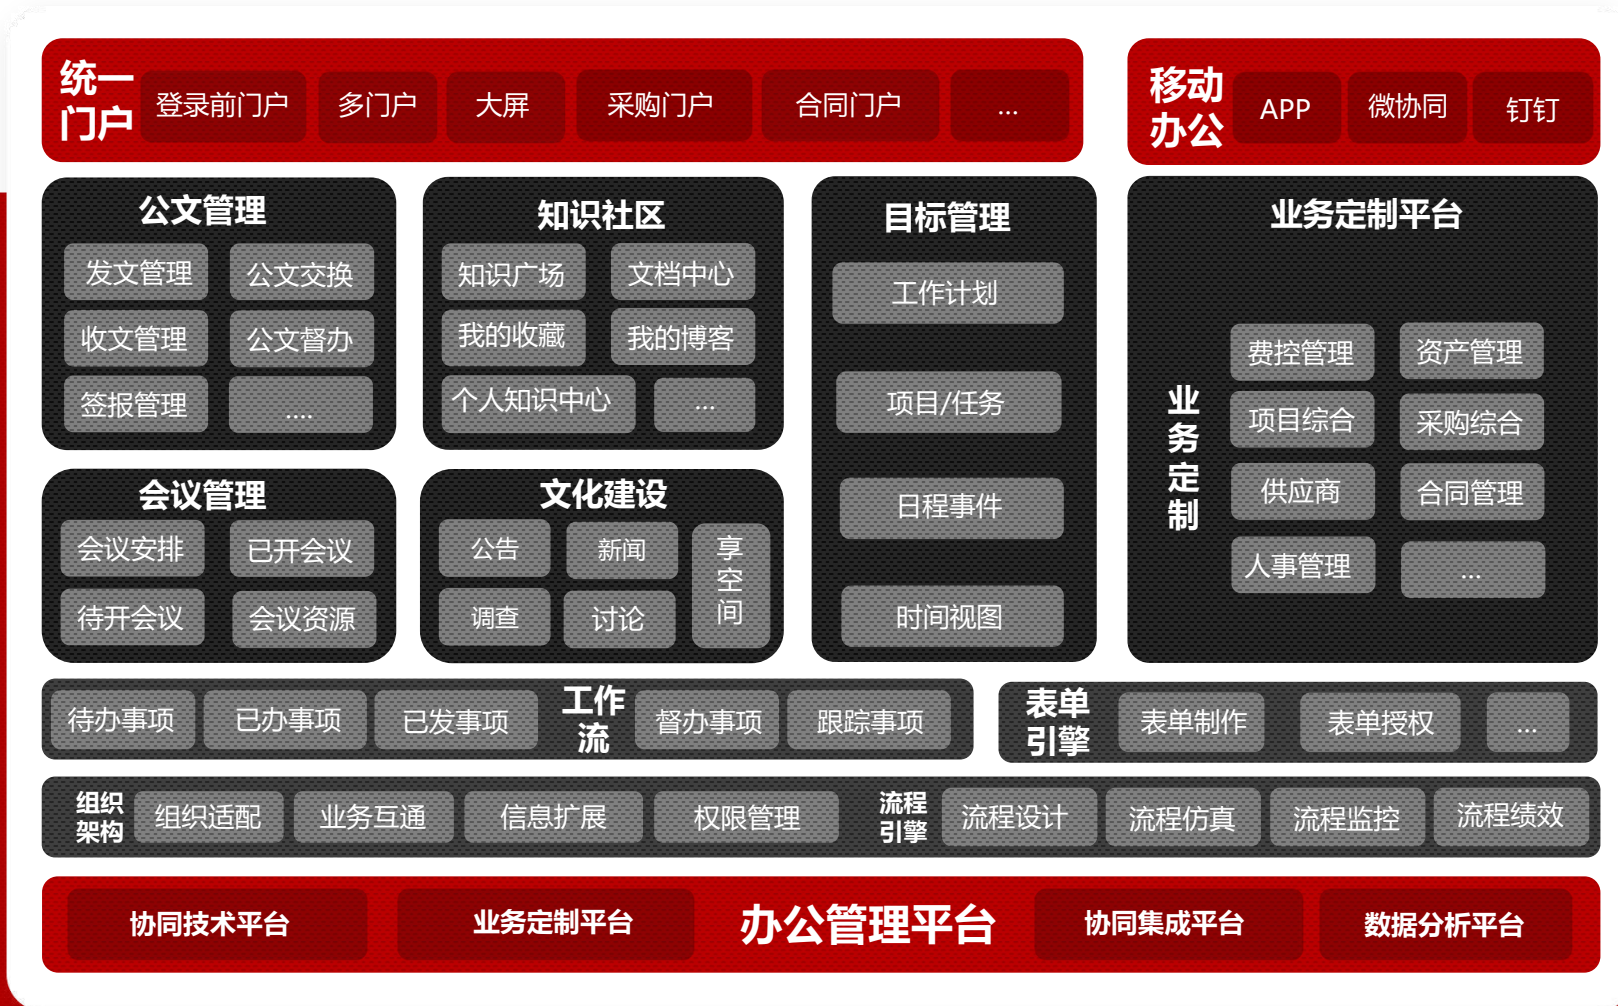 统一
门户
登录前门户
多门户
大屏
采购门户
合同门户
...
移动
办公
APP
微协同
钉钉
公文管理
发文管理
公文交换
收文管理
公文督办
签报管理
....
知识社区
知识广场
文档中心
我的收藏
我的博客
个人知识中心
...
目标管理
工作计划
项目/任务
日程事件
时间视图
业务定制平台
业
务
定
制
费控管理
资产管理
项目综合
采购综合
供应商
合同管理
人事管理
...
会议管理
会议安排
已开会议
待开会议
会议资源
文化建设
公告
新闻
调查
讨论
享
空
间
待办事项
已办事项
已发事项
工作
流
督办事项
跟踪事项
表单
引擎
表单制作
表单授权
...
组织
架构
组织适配
业务互通
信息扩展
权限管理
流程
引擎
流程设计
流程仿真
流程监控
流程绩效
协同技术平台
业务定制平台
办公管理平台
协同集成平台
数据分析平台